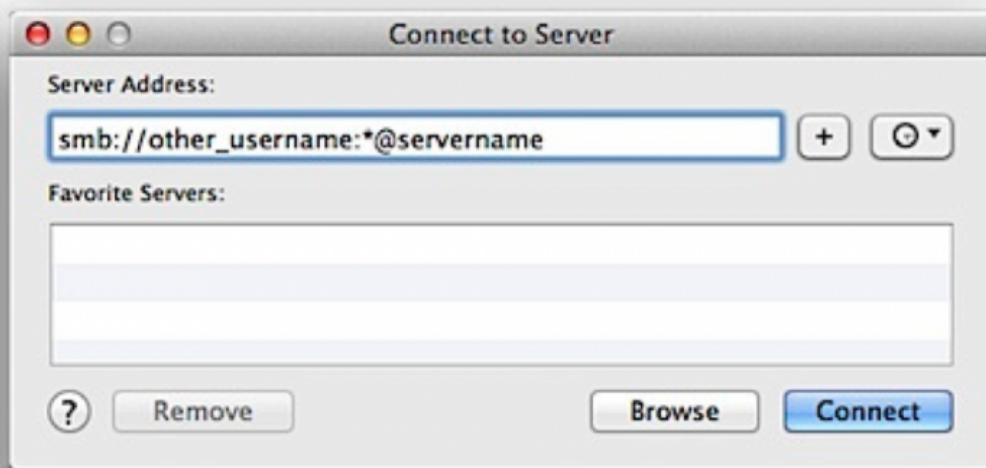 Connect to Server
Server Address:
smb://other_username:*@servername
+
Favorite Servers:
?
Remove
Browse
Connect